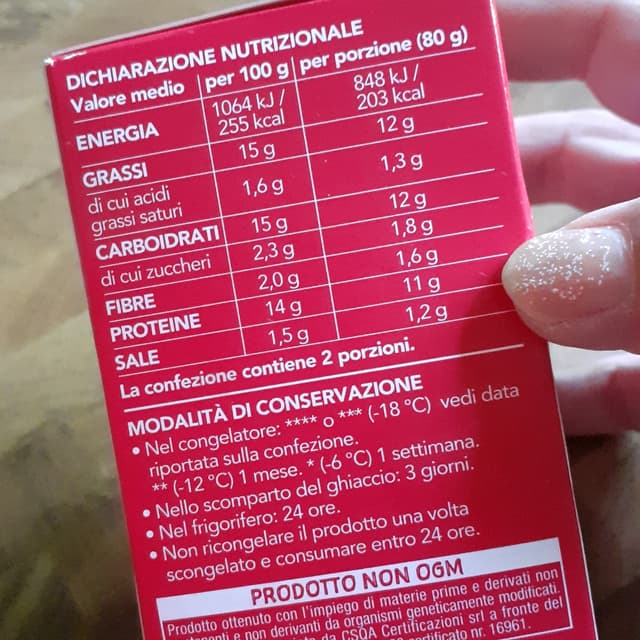 DICHIARAZIONE NUTRIZIONALE
Valore medio per 100 g per porzione (80 g)
ENERGIA 1064 kJ / 255 kcal 848 kJ / 203 kcal
GRASSI 15 g 12 g
di cui acidi grassi saturi 1,6 g 1,3 g
CARBOIDRATI 15 g 12 g
di cui zuccheri 2,3 g 1,8 g
FIBRE 2,0 g 1,6 g
PROTEINE 14 g 11 g
SALE 1,5 g 1,2 g
La confezione contiene 2 porzioni.
MODALITÀ DI CONSERVAZIONE
• Nel congelatore: **** o *** (-18 °C) vedi data
riportata sulla confezione.
** (-12 °C) 1 mese. * (-6 °C) 1 settimana.
• Nello scomparto del ghiaccio: 3 giorni.
• Nel frigorifero: 24 ore.
• Non ricongelare il prodotto una volta
scongelato e consumare entro 24 ore.
PRODOTTO NON OGM
Prodotto ottenuto con l'impiego di materie prime e derivati non
e non derivanti da organismi geneticamente modificati.
da CSQA Certificazioni srl a fronte del
certificato nr. 16961.